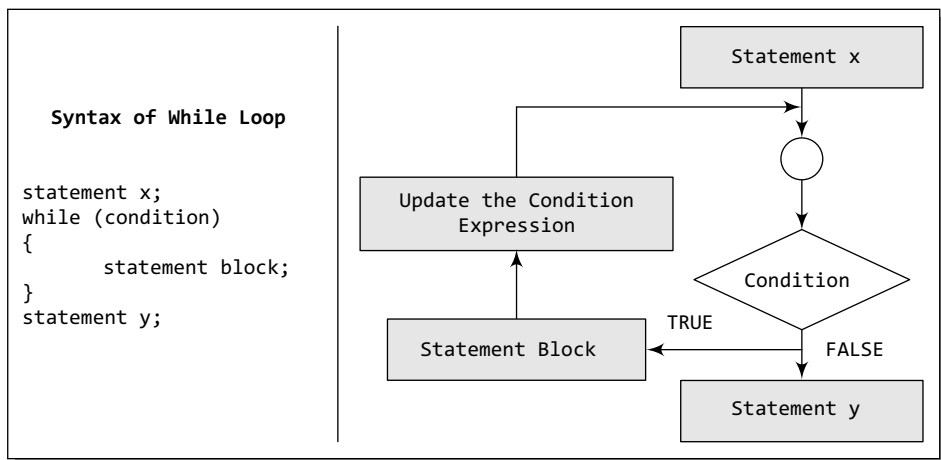 Syntax of While Loop
statement x;
while (condition)
{
statement block;
}
statement y;
Statement x
Update the Condition
Expression
Condition
TRUE
Statement Block
FALSE
Statement y